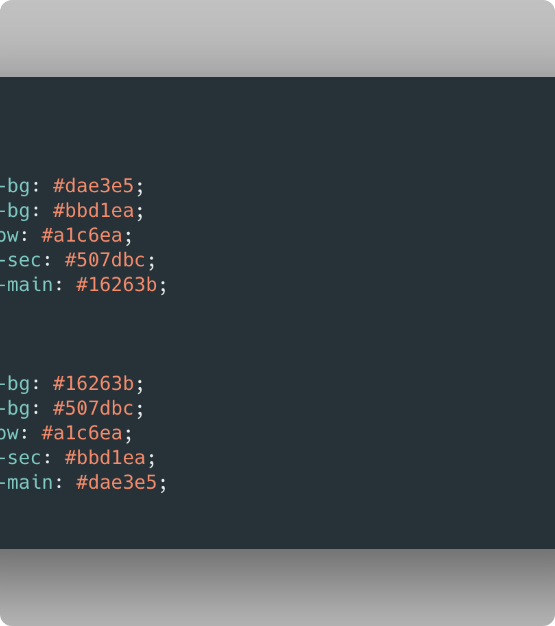 -bg: #dae3e5;
-bg: #bbd1ea;
ow: #a1c6ea;
-sec: #507dbc;
-main: #16263b;
-bg: #16263b;
-bg: #507dbc;
ow: #a1c6ea;
-sec: #bbd1ea;
-main: #dae3e5;